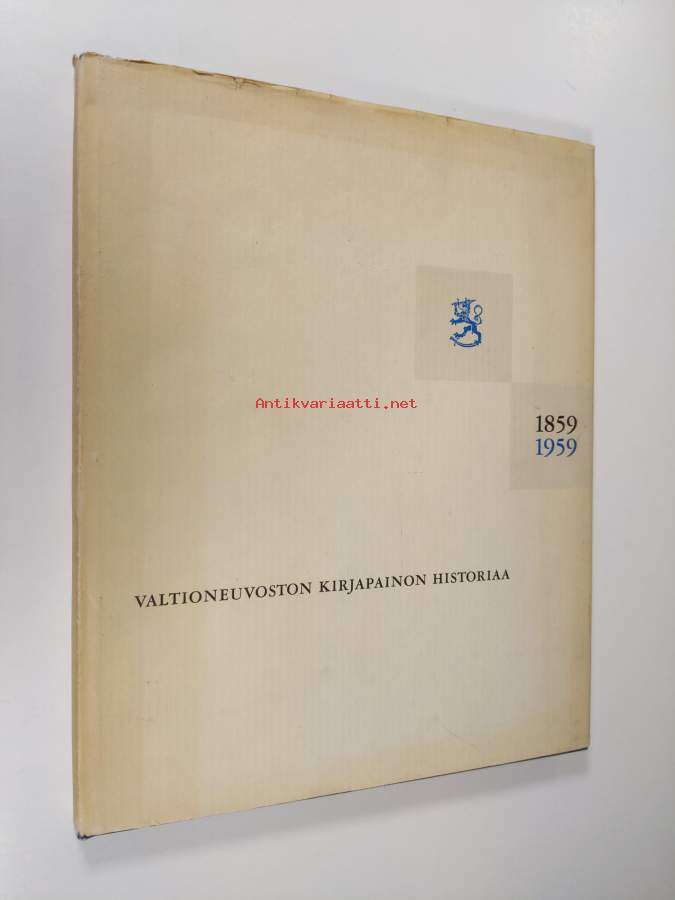 Antikvariaatti.net
1859
1959
VALTIONEUVOSTON KIRJAPAINON HISTORIAA